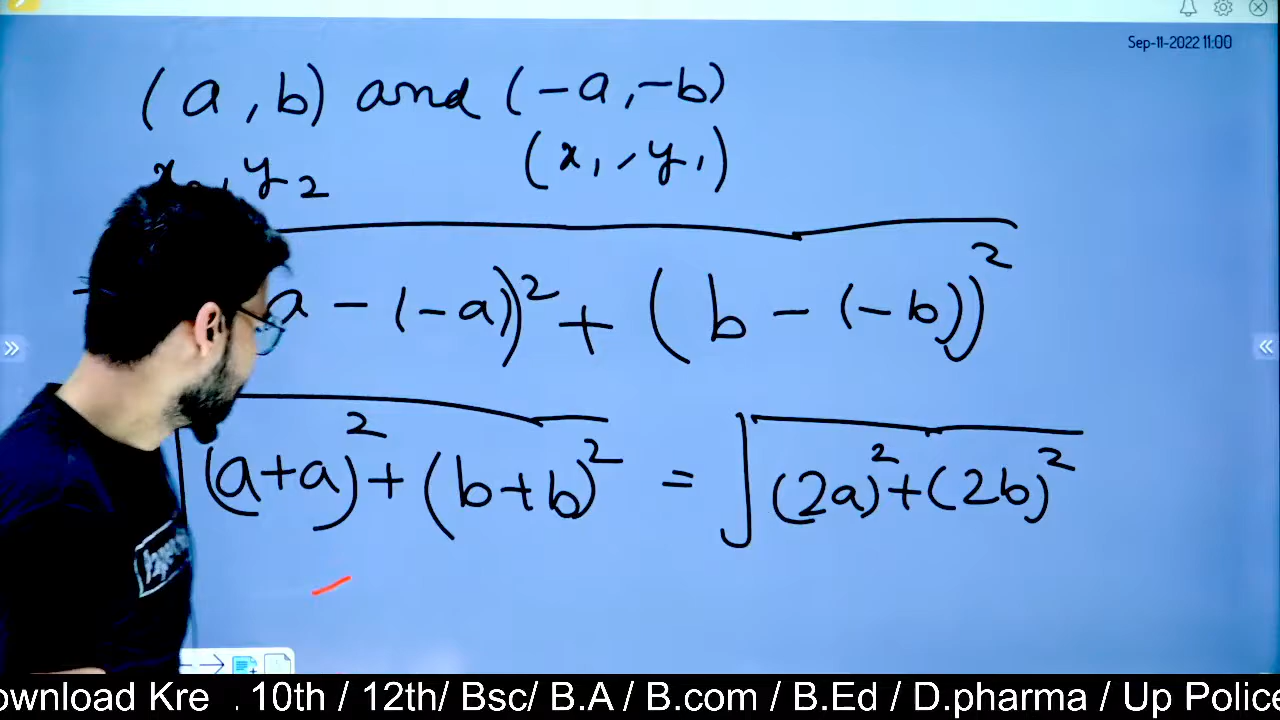 Sep-11-2022 11:00
(a, b) and (-a, -b)
y₂ (x₁, y₁)
a - (-a))² + (b - (-b))²
√(a+a)² + (b+b)² = √(2a)² + (2b)²
ownload Kre . 10th / 12th/ Bsc/ B.A / B.com / B.Ed / D.pharma / Up Police